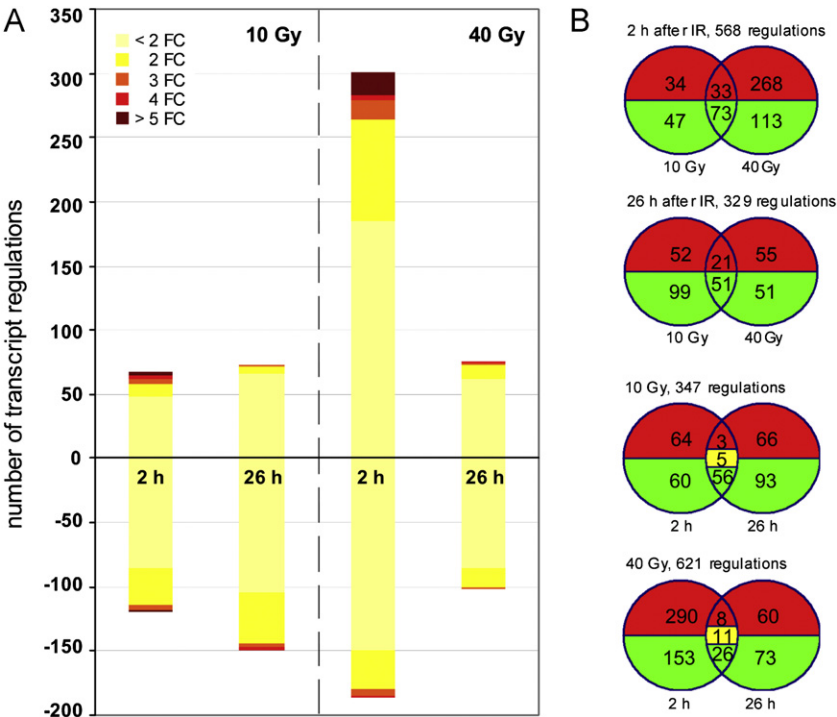 A
number of transcript regulations
350
300
250
200
150
100
50
0
-50
-100
-150
-200
< 2 FC
2 FC
3 FC
4 FC
> 5 FC
10 Gy
40 Gy
2 h
26 h
2 h
26 h
B
2 h after IR, 568 regulations
34 33 268
47 73 113
10 Gy 40 Gy
26 h after IR, 329 regulations
52 21 55
99 51 51
10 Gy 40 Gy
10 Gy, 347 regulations
64 3 66
5
60 56 93
2 h 26 h
40 Gy, 621 regulations
290 8 60
11
153 26 73
2 h 26 h